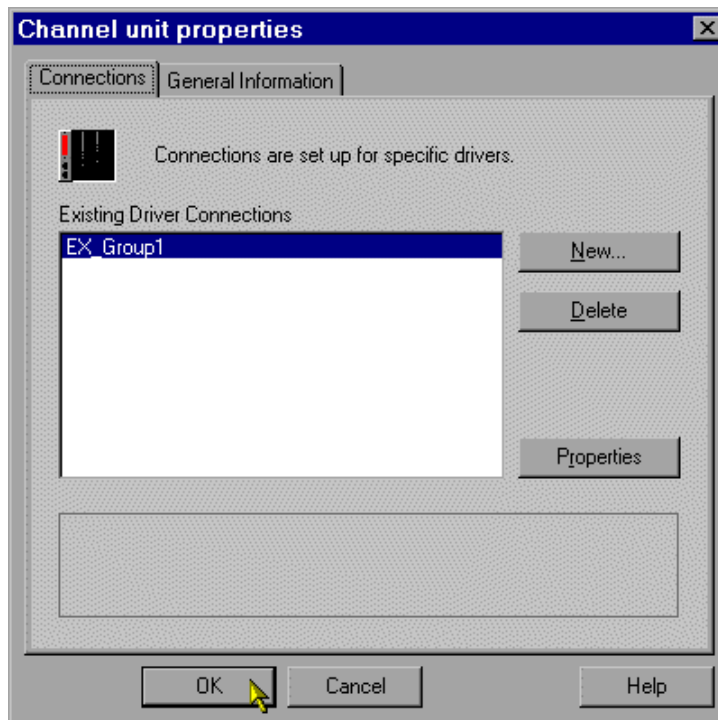 Channel unit properties
Connections
General Information
Connections are set up for specific drivers.
Existing Driver Connections
EX_Group1
New...
Delete
Properties
OK
Cancel
Help